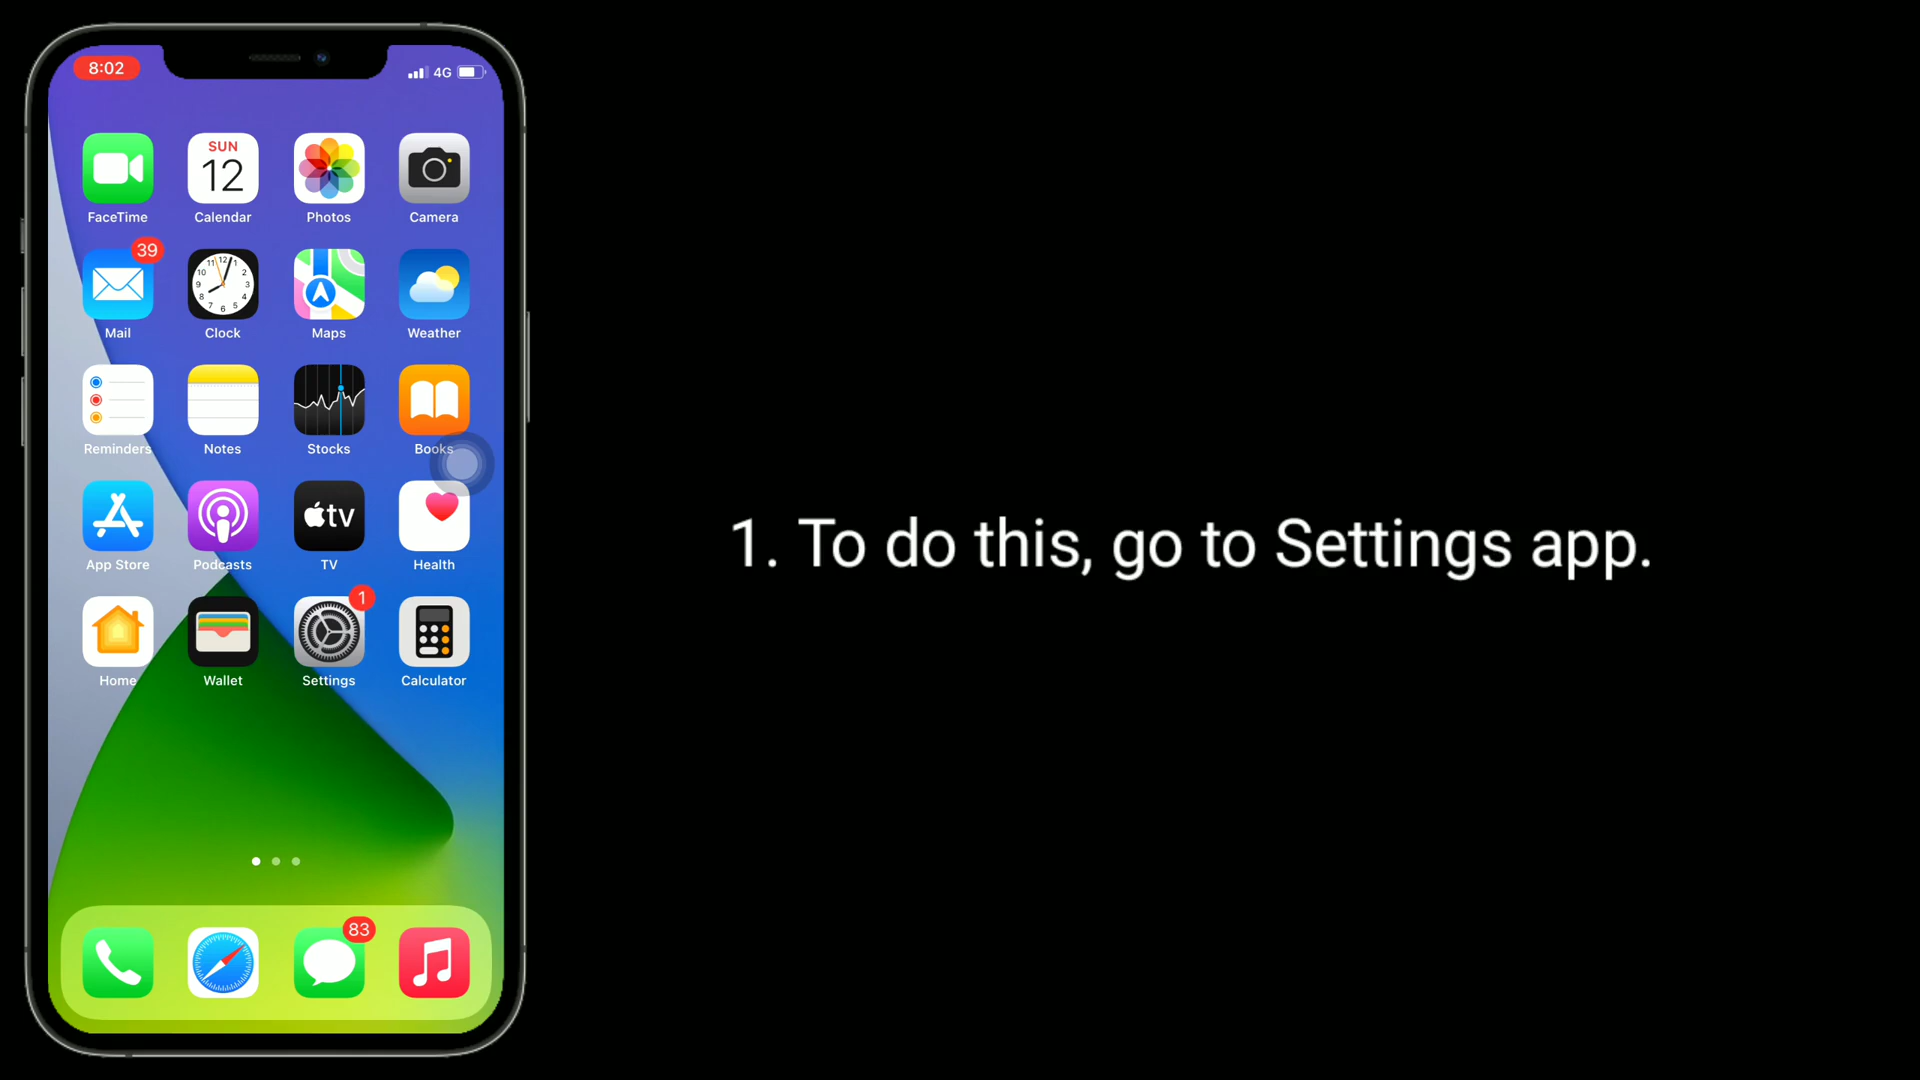 8:02
4G
SUN
12
FaceTime
Calendar
Photos
Camera
39
Mail
Clock
Maps
Weather
Reminders
Notes
Stocks
Books
tv
App Store
Podcasts
TV
Health
1
Home
Wallet
Settings
Calculator
83
1. To do this, go to Settings app.